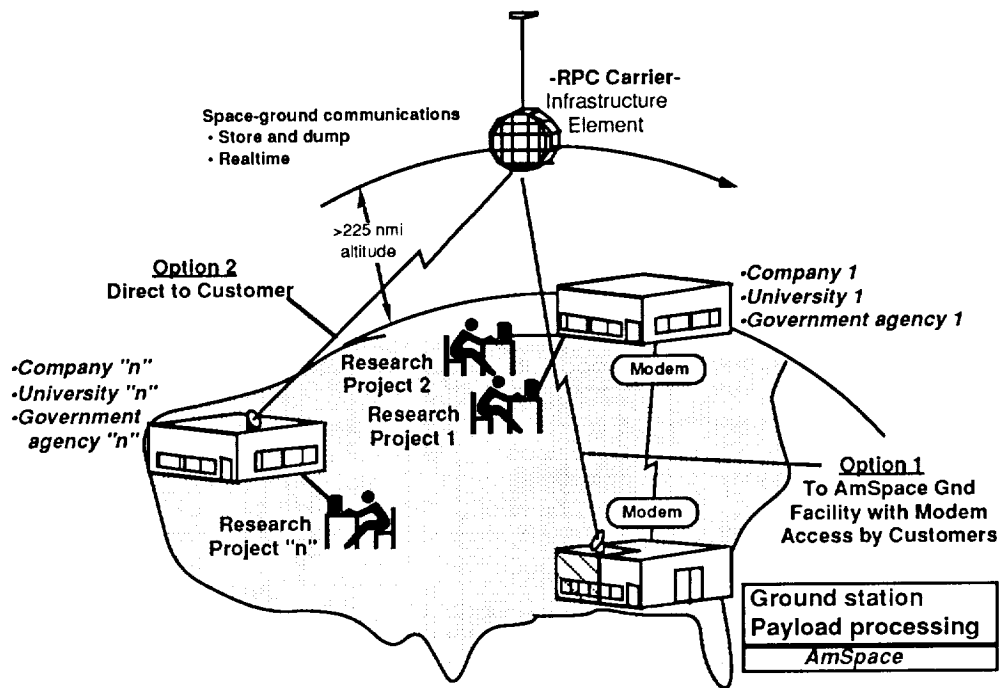 -RPC Carrier-
Infrastructure
Element
Space-ground communications
• Store and dump
• Realtime
>225 nmi
altitude
Option 2
Direct to Customer
•Company 1
•University 1
•Government agency 1
•Company "n"
•University "n"
•Government
agency "n"
Research
Project 2
Research
Project 1
Modem
Modem
Research
Project "n"
Option 1
To AmSpace Gnd
Facility with Modem
Access by Customers
Ground station
Payload processing
AmSpace